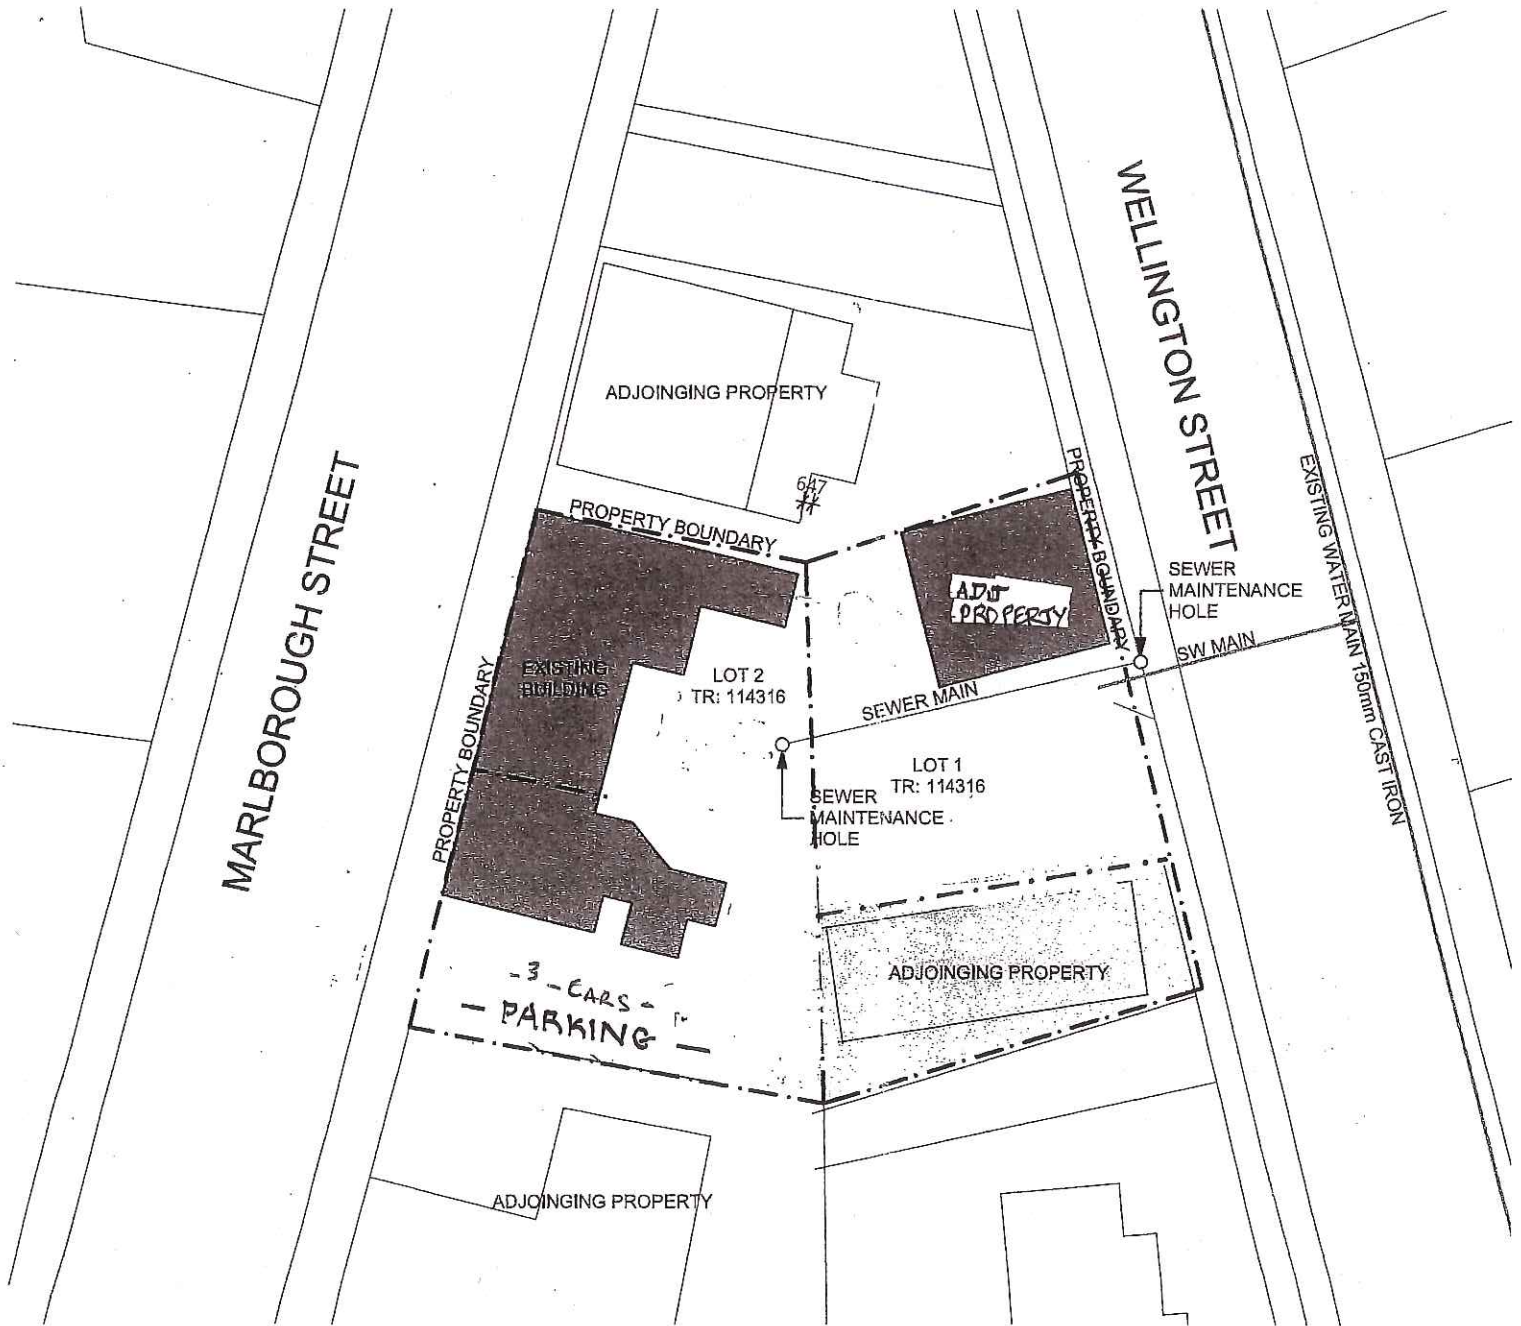 WELLINGTON STREET
ADJOINGING PROPERTY
MARLBOROUGH STREET
647
#
PROPERTY BOUNDARY
PROPERTY BOUNDARY
EXISTING WATER MAIN 150mm CAST IRON
SEWER
MAINTENANCE
HOLE
ADJ
PROPERTY
SW MAIN
EXISTING
BUILDING
LOT 2
TR: 114316
SEWER MAIN
PROPERTY BOUNDARY
LOT 1
TR: 114316
SEWER
MAINTENANCE
HOLE
ADJOINGING PROPERTY
- 3 - CARS -
- PARKING -
ADJOINGING PROPERTY